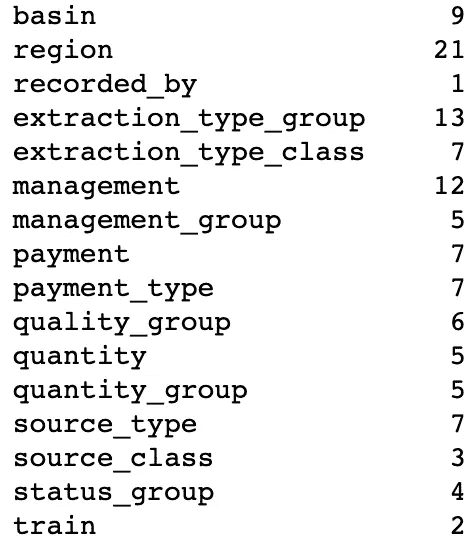 basin 9
region 21
recorded_by 1
extraction_type_group 13
extraction_type_class 7
management 12
management_group 5
payment 7
payment_type 7
quality_group 6
quantity 5
quantity_group 5
source_type 7
source_class 3
status_group 4
train 2